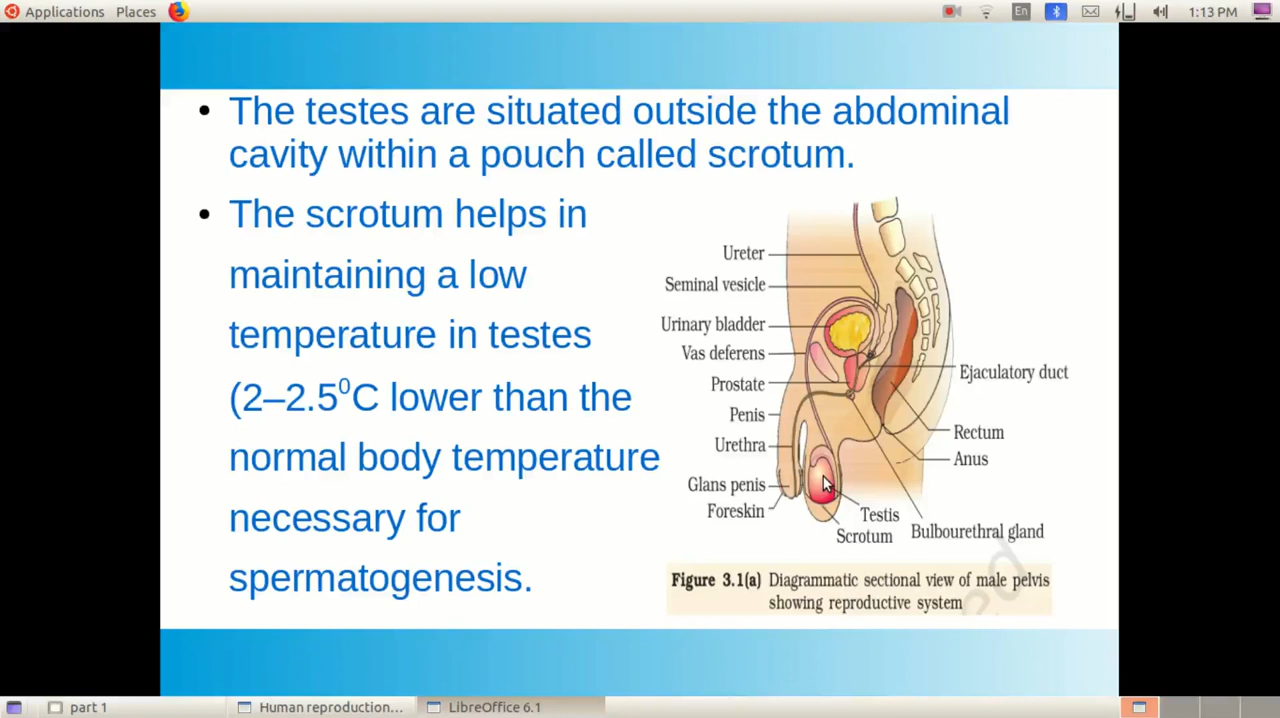 Applications Places En 1:13 PM
• The testes are situated outside the abdominal
cavity within a pouch called scrotum.
• The scrotum helps in
maintaining a low
temperature in testes
(2–2.5⁰C lower than the
normal body temperature
necessary for
spermatogenesis.
Ureter
Seminal vesicle
Urinary bladder
Vas deferens
Prostate
Penis
Urethra
Glans penis
Foreskin
Ejaculatory duct
Rectum
Anus
Testis
Scrotum
Bulbourethral gland
Figure 3.1(a) Diagrammatic sectional view of male pelvis
showing reproductive system
part 1 Human reproduction... LibreOffice 6.1